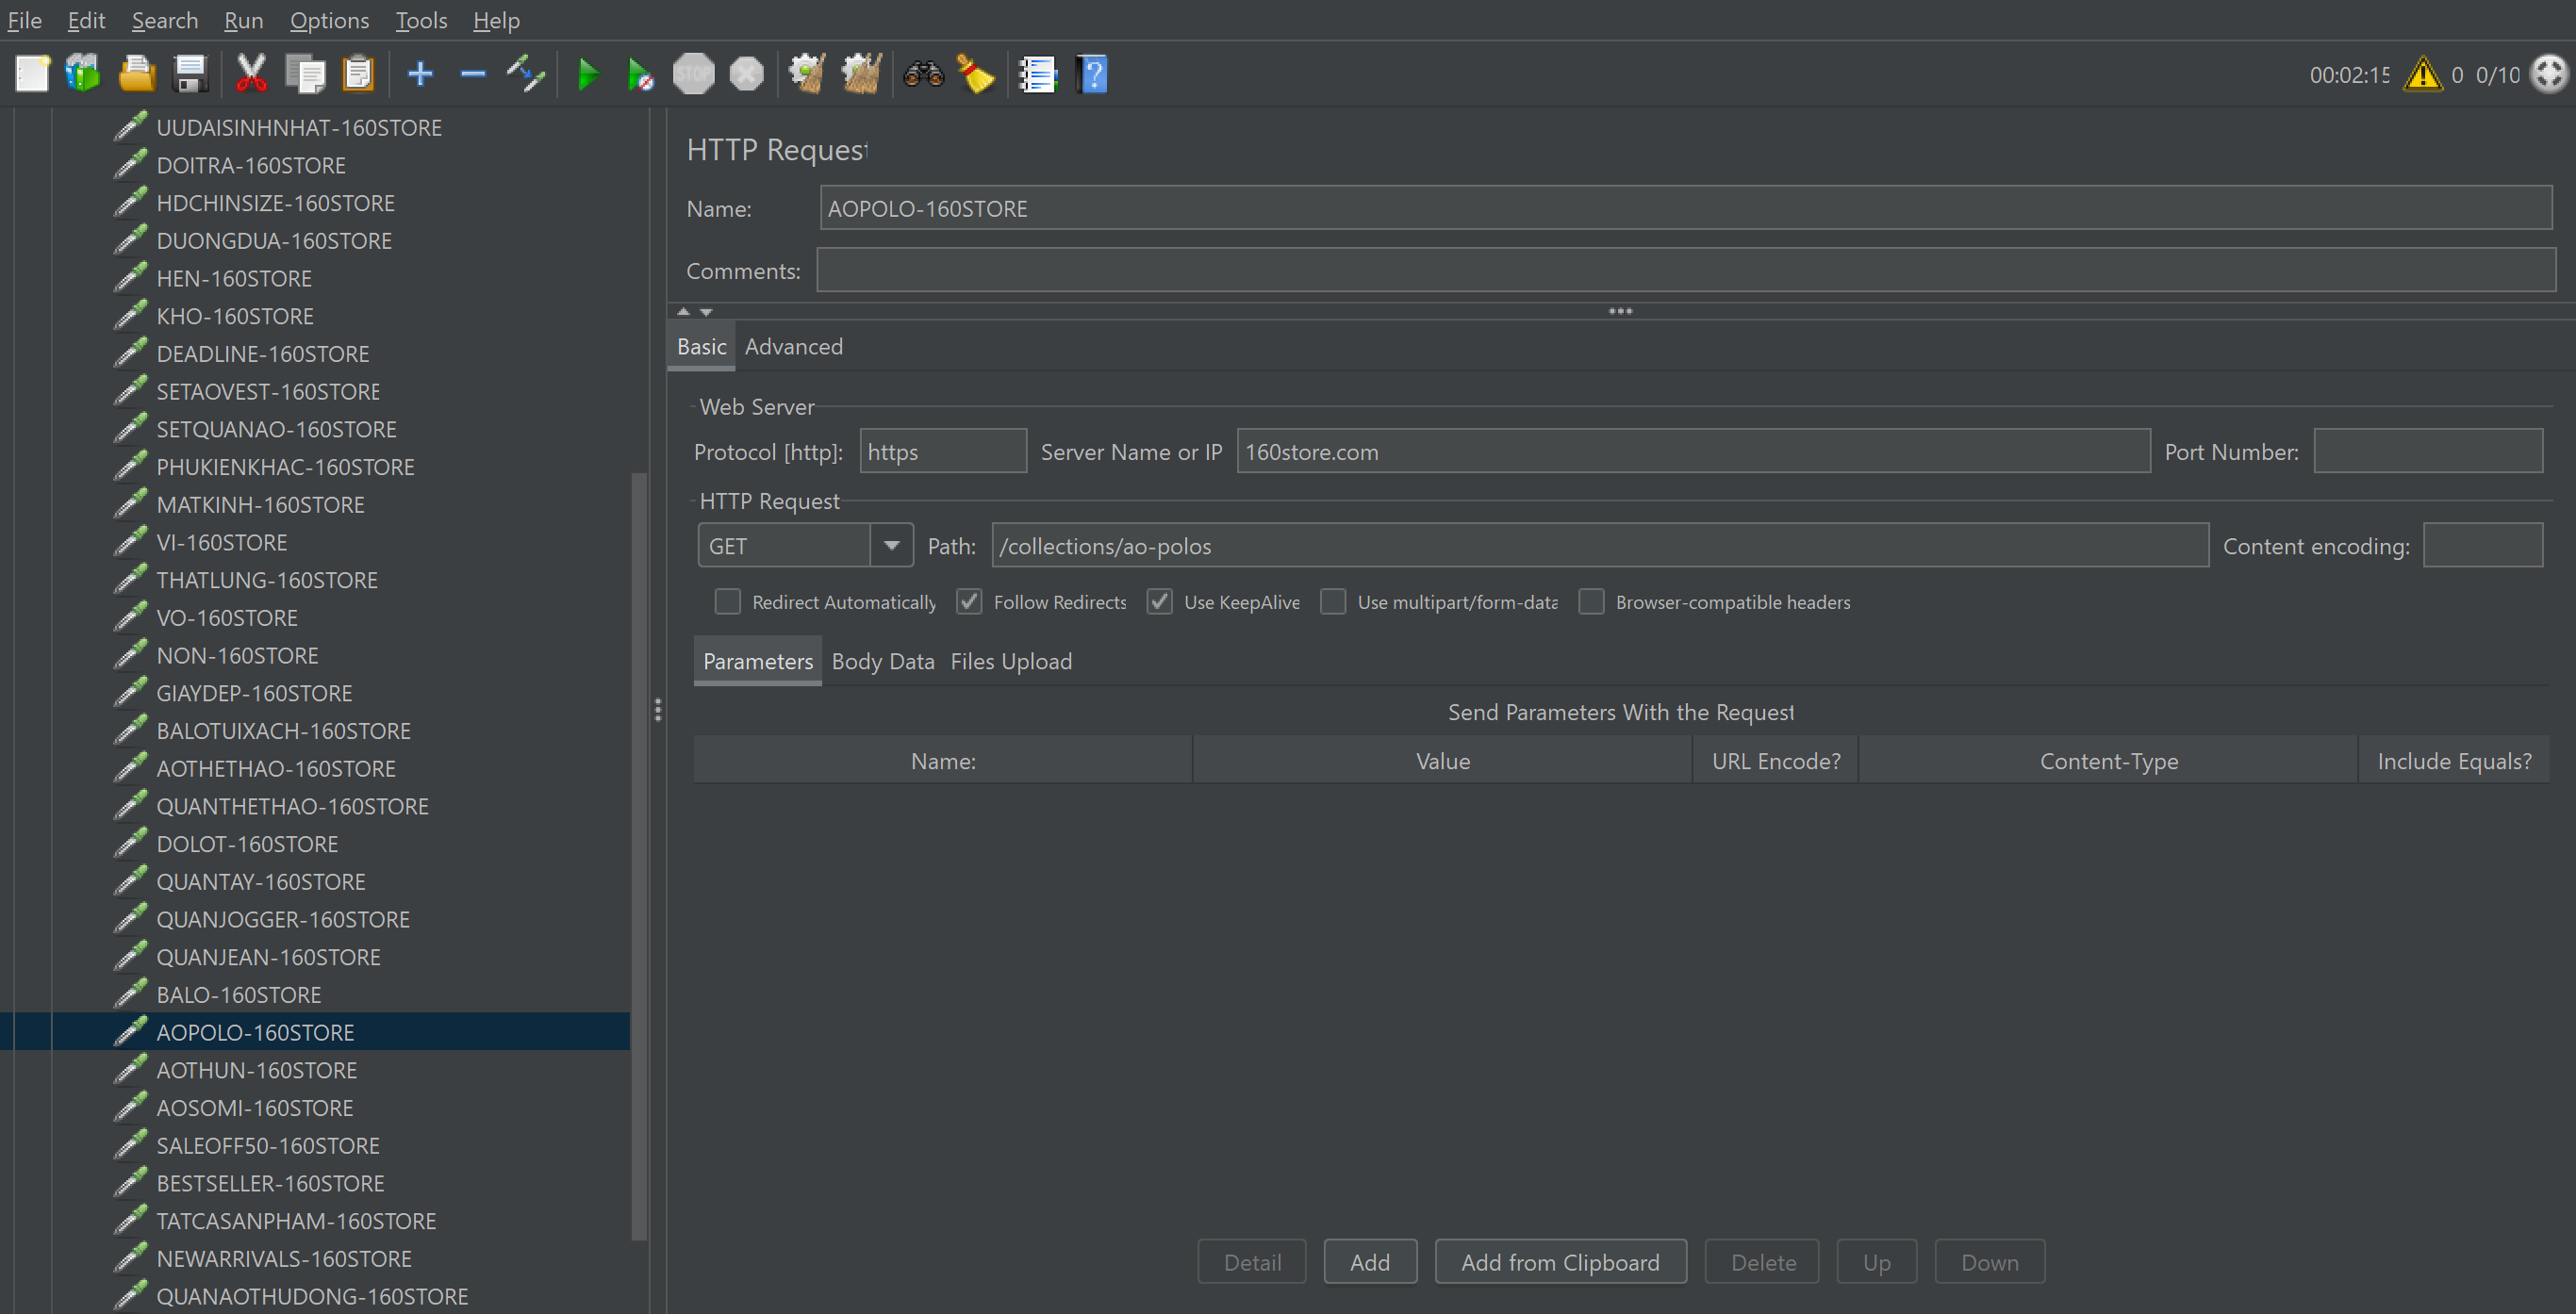 File Edit Search Run Options Tools Help
STOP
00:02:15 0 0/10
UUDAISINHNHAT-160STORE
DOITRA-160STORE
HDCHINSIZE-160STORE
DUONGDUA-160STORE
HEN-160STORE
KHO-160STORE
DEADLINE-160STORE
SETAOVEST-160STORE
SETQUANAO-160STORE
PHUKIENKHAC-160STORE
MATKINH-160STORE
VI-160STORE
THATLUNG-160STORE
VO-160STORE
NON-160STORE
GIAYDEP-160STORE
BALOTUIXACH-160STORE
AOTHETHAO-160STORE
QUANTHETHAO-160STORE
DOLOT-160STORE
QUANTAY-160STORE
QUANJOGGER-160STORE
QUANJEAN-160STORE
BALO-160STORE
AOPOLO-160STORE
AOTHUN-160STORE
AOSOMI-160STORE
SALEOFF50-160STORE
BESTSELLER-160STORE
TATCASANPHAM-160STORE
NEWARRIVALS-160STORE
QUANAOTHUDONG-160STORE
HTTP Request
Name: AOPOLO-160STORE
Comments:
Basic Advanced
Web Server
Protocol [http]: https Server Name or IP 160store.com Port Number:
HTTP Request
GET Path: /collections/ao-polos Content encoding:
Redirect Automatically Follow Redirects Use KeepAlive Use multipart/form-data Browser-compatible headers
Parameters Body Data Files Upload
Send Parameters With the Request
Name: Value URL Encode? Content-Type Include Equals?
Detail Add Add from Clipboard Delete Up Down